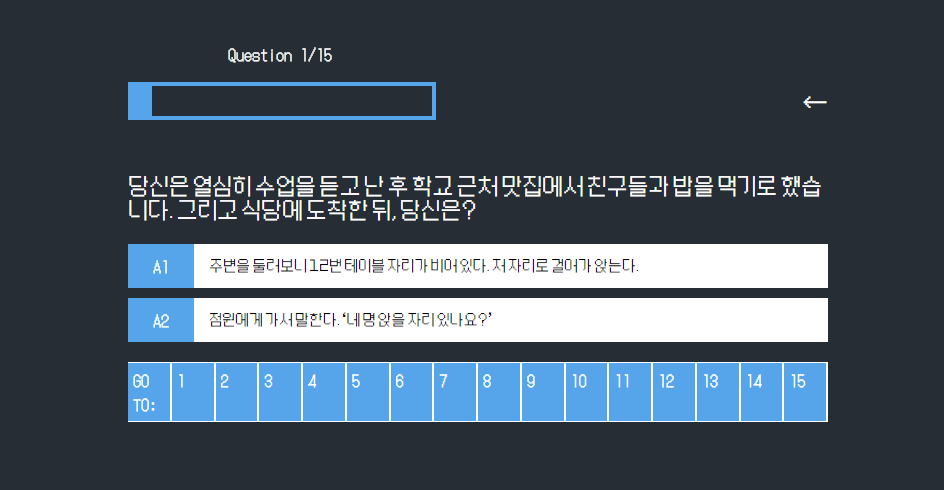 Question 1/15
←
당신은 열심히 수업을 듣고 난 후 학교 근처 맛집에서 친구들과 밥을 먹기로 했습
니다. 그리고 식당에 도착한 뒤, 당신은?
A1 주변을 둘러보니 12번 테이블 자리가 비어 있다. 저 자리로 걸어가 앉는다.
A2 점원에게 가서 말한다. ‘네 명 앉을 자리 있나요?’
GO 1 2 3 4 5 6 7 8 9 10 11 12 13 14 15
TO: